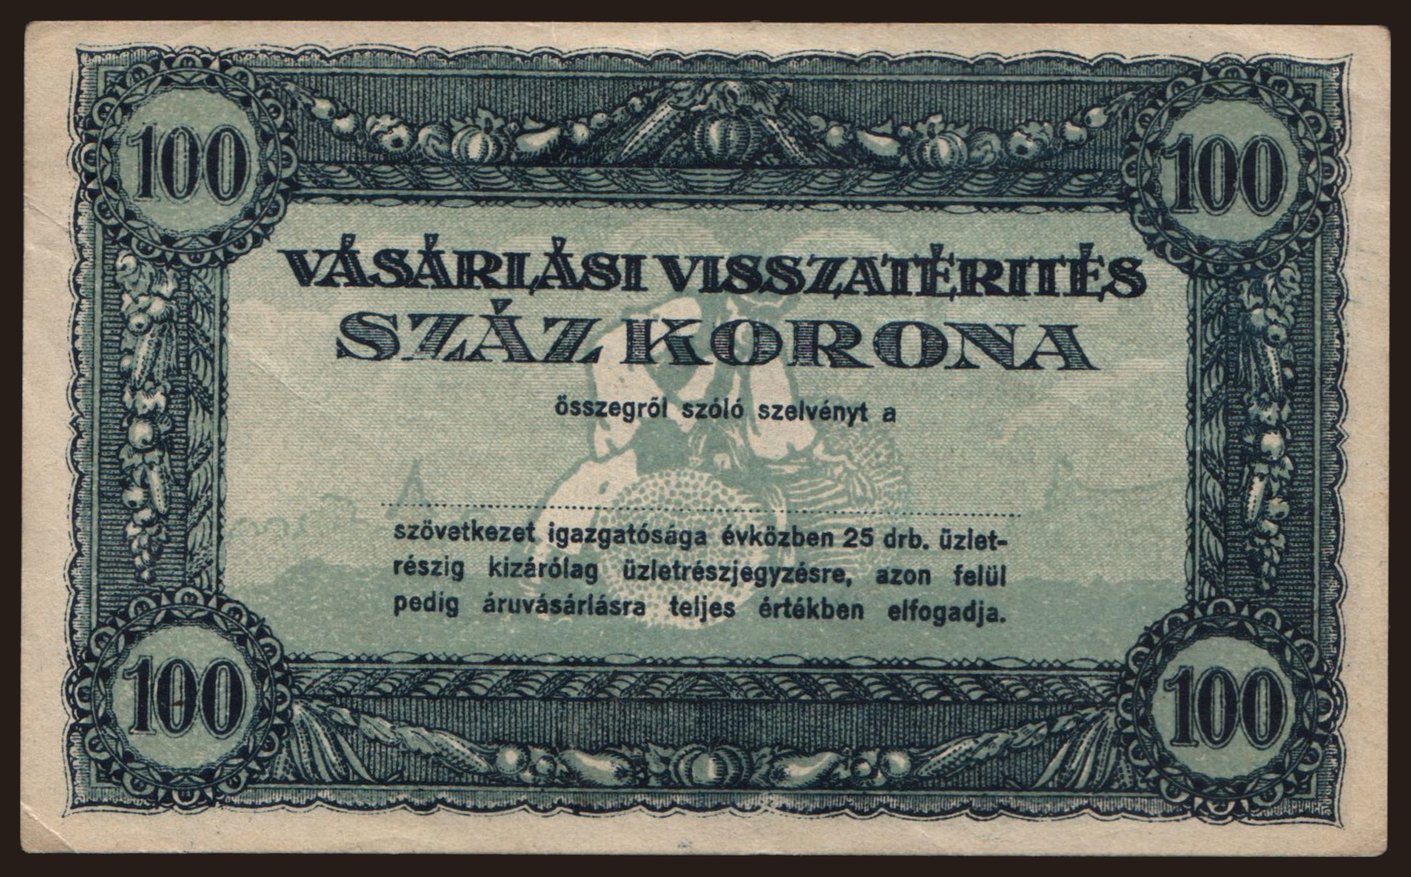 100
100
VÁSÁRLÁSI VISSZATÉRITÉS
SZÁZ KORONA
összegről szóló szelvényt a
szövetkezet igazgatósága évközben 25 drb. üzlet-
részig kizárólag üzletrészjegyzésre, azon felül
pedig áruvásárlásra teljes értékben elfogadja.
100
100